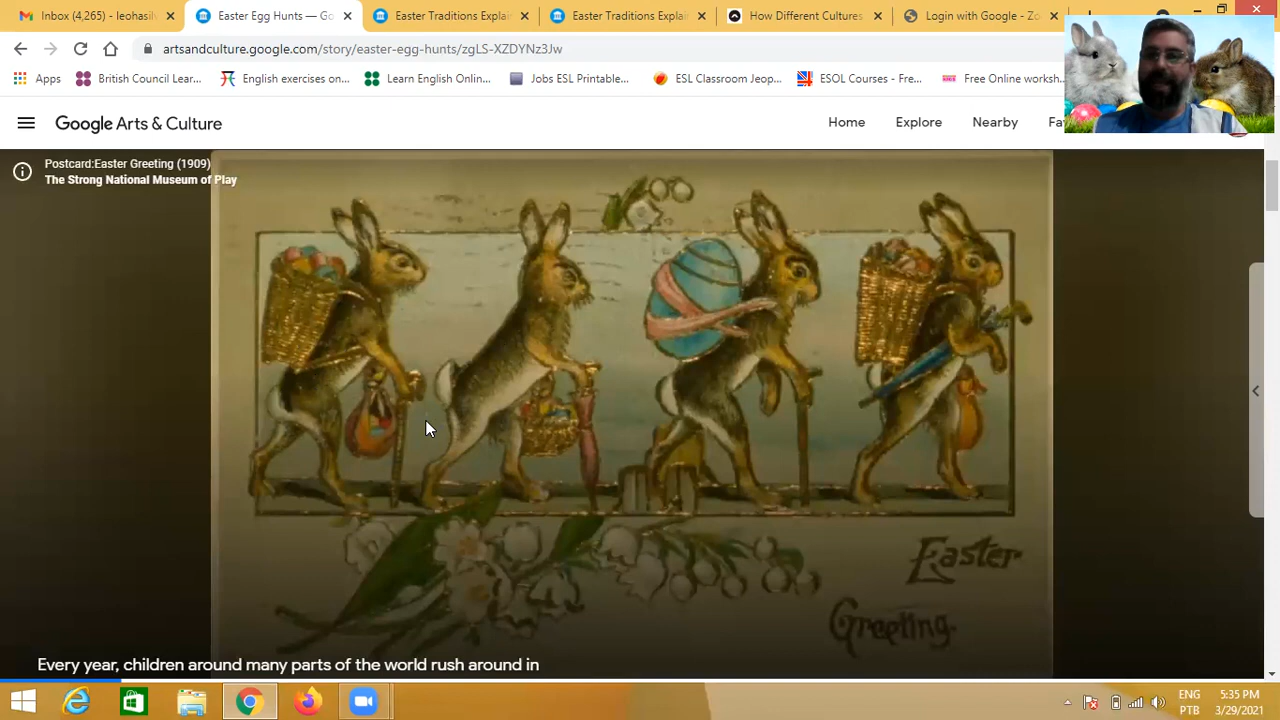 Inbox (4,265) - leohasilu
Easter Egg Hunts — Go
Easter Traditions Explain
Easter Traditions Explai
How Different Cultures
Login with Google - Zo
artsandculture.google.com/story/easter-egg-hunts/zgLS-XZDYNz3Jw
Apps
British Council Lear...
English exercises on...
Learn English Onlin...
Jobs ESL Printable...
ESL Classroom Jeop...
ESOL Courses - Fre...
Free Online worksh
Google Arts & Culture
Home
Explore
Nearby
Fa
Postcard:Easter Greeting (1909)
The Strong National Museum of Play
Easter
Greeting.
Every year, children around many parts of the world rush around in
ENG
PTB
5:35 PM
3/29/2021